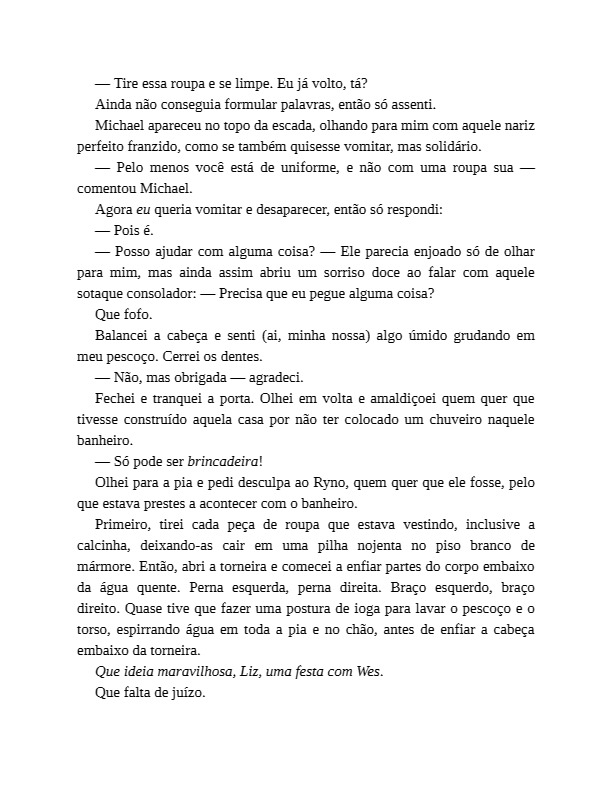 — Tire essa roupa e se limpe. Eu já volto, tá?
Ainda não conseguia formular palavras, então só assenti.
Michael apareceu no topo da escada, olhando para mim com aquele nariz
perfeito franzido, como se também quisesse vomitar, mas solidário.
— Pelo menos você está de uniforme, e não com uma roupa sua —
comentou Michael.
Agora eu queria vomitar e desaparecer, então só respondi:
— Pois é.
— Posso ajudar com alguma coisa? — Ele parecia enjoado só de olhar
para mim, mas ainda assim abriu um sorriso doce ao falar com aquele
sotaque consolador: — Precisa que eu pegue alguma coisa?
Que fofo.
Balancei a cabeça e senti (ai, minha nossa) algo úmido grudando em
meu pescoço. Cerrei os dentes.
— Não, mas obrigada — agradeci.
Fechei e tranquei a porta. Olhei em volta e amaldiçoei quem quer que
tivesse construído aquela casa por não ter colocado um chuveiro naquele
banheiro.
— Só pode ser brincadeira!
Olhei para a pia e pedi desculpa ao Ryno, quem quer que ele fosse, pelo
que estava prestes a acontecer com o banheiro.
Primeiro, tirei cada peça de roupa que estava vestindo, inclusive a
calcinha, deixando-as cair em uma pilha nojenta no piso branco de
mármore. Então, abri a torneira e comecei a enfiar partes do corpo embaixo
da água quente. Perna esquerda, perna direita. Braço esquerdo, braço
direito. Quase tive que fazer uma postura de ioga para lavar o pescoço e o
torso, espirrando água em toda a pia e no chão, antes de enfiar a cabeça
embaixo da torneira.
Que ideia maravilhosa, Liz, uma festa com Wes.
Que falta de juízo.